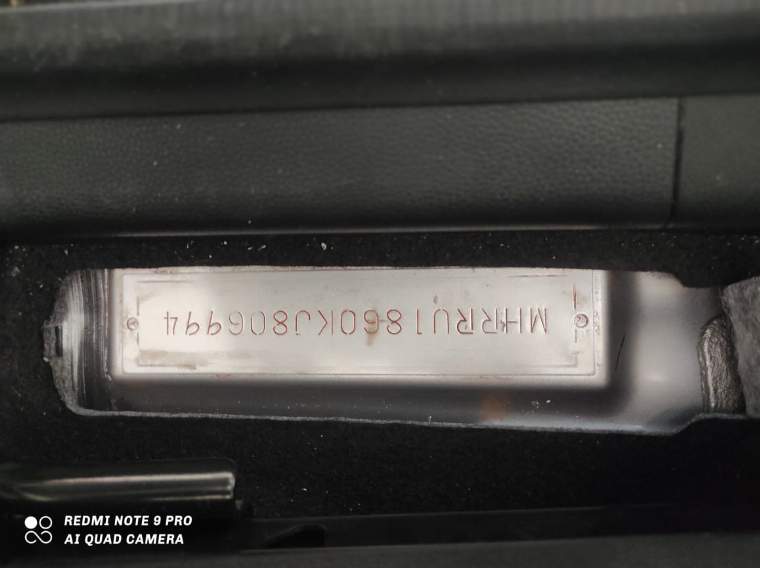 MHRRU1860KJ806994
REDMI NOTE 9 PRO
AI QUAD CAMERA